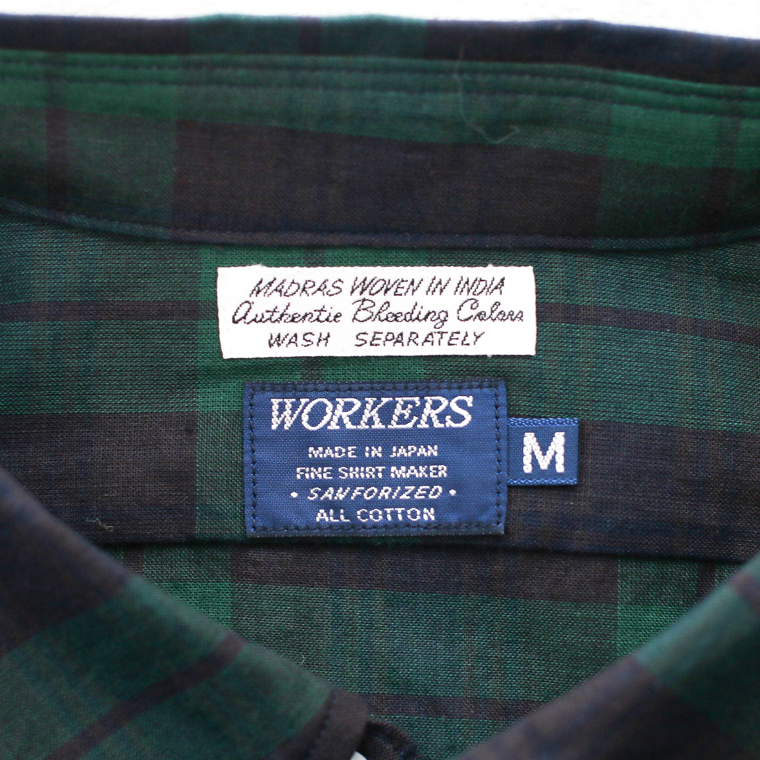 MADRAS WOVEN IN INDIA
Authentic Bleeding Colors
WASH SEPARATELY
WORKERS
M
MADE IN JAPAN
FINE SHIRT MAKER
• SANFORIZED •
ALL COTTON